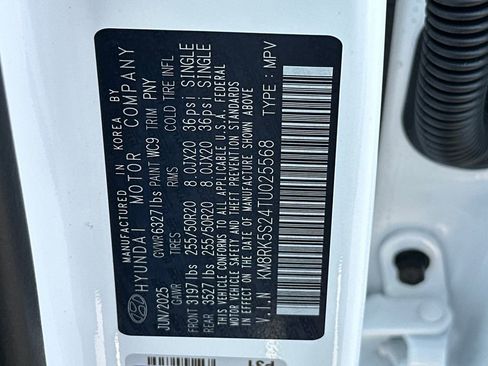 MANUFACTURED IN KOREA BY
HYUNDAI MOTOR COMPANY
JUN/2025 GVWR 6327 lbs PAINT WC9 TRIM PNY
GAWR TIRES RIMS COLD TIRE INFL
FRONT 3197 lbs 255/50R20 8.0JX20 36psi SINGLE
REAR 3527 lbs 255/50R20 8.0JX20 36psi SINGLE
THIS VEHICLE CONFORMS TO ALL APPLICABLE U.S.A. FEDERAL
MOTOR VEHICLE SAFETY AND THEFT PREVENTION STANDARDS
IN EFFECT ON THE DATE OF MANUFACTURE SHOWN ABOVE.
V.I.N : KM8RK5S24TU025568 TYPE : MPV